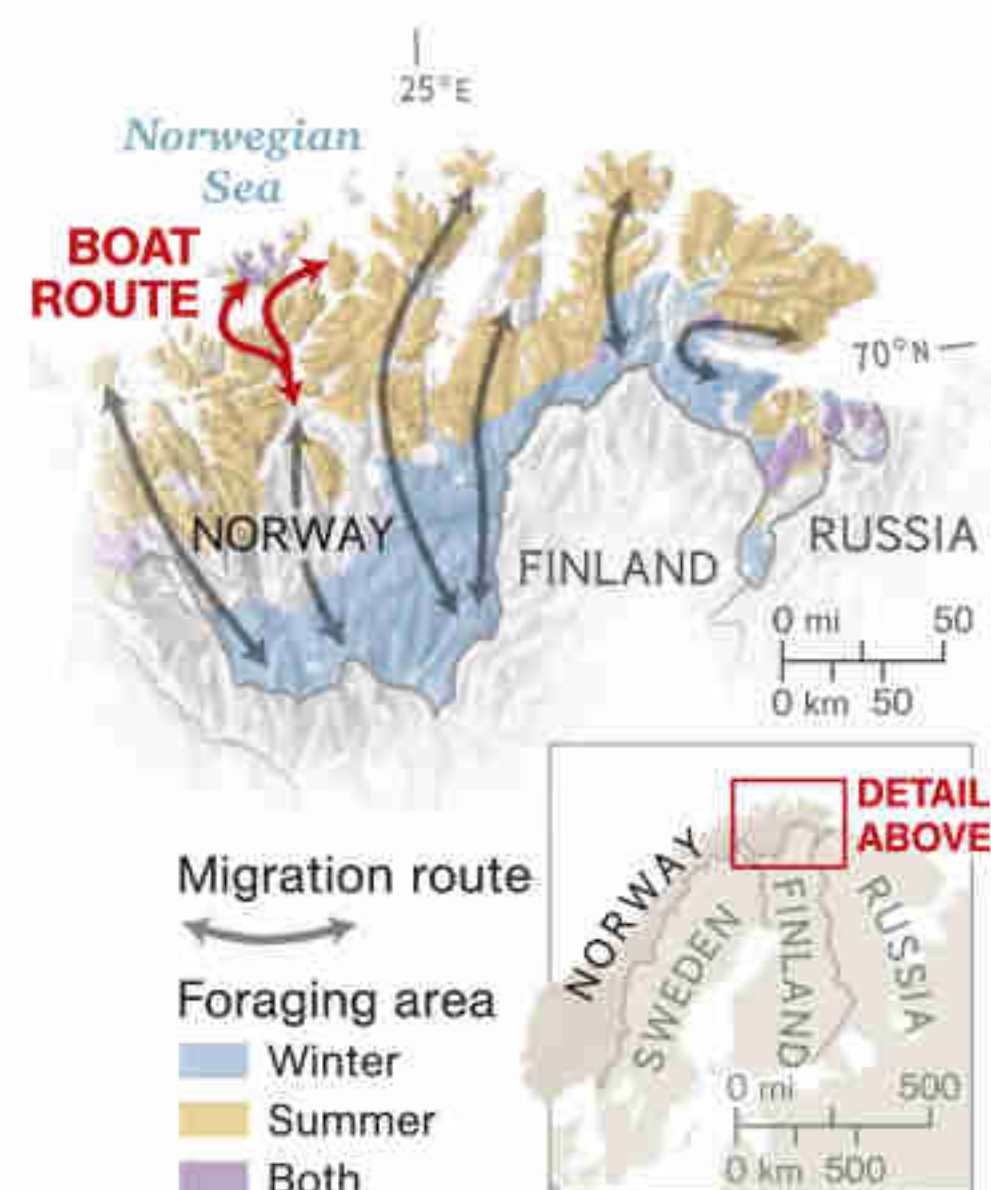 25°E
Norwegian
Sea
BOAT
ROUTE
70°N
NORWAY
FINLAND
RUSSIA
0 mi 50
0 km 50
DETAIL
ABOVE
NORWAY
SWEDEN
FINLAND
RUSSIA
0 mi 500
0 km 500
Migration route
Foraging area
Winter
Summer
Both